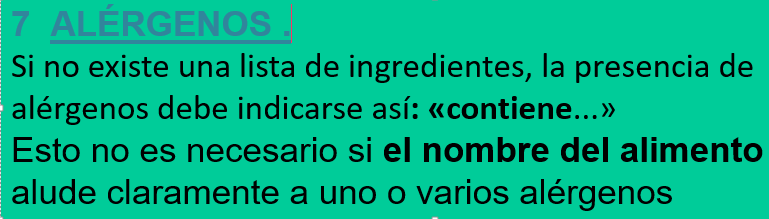 7 ALÉRGENOS .
Si no existe una lista de ingredientes, la presencia de
alérgenos debe indicarse así: «contiene...»
Esto no es necesario si el nombre del alimento
alude claramente a uno o varios alérgenos